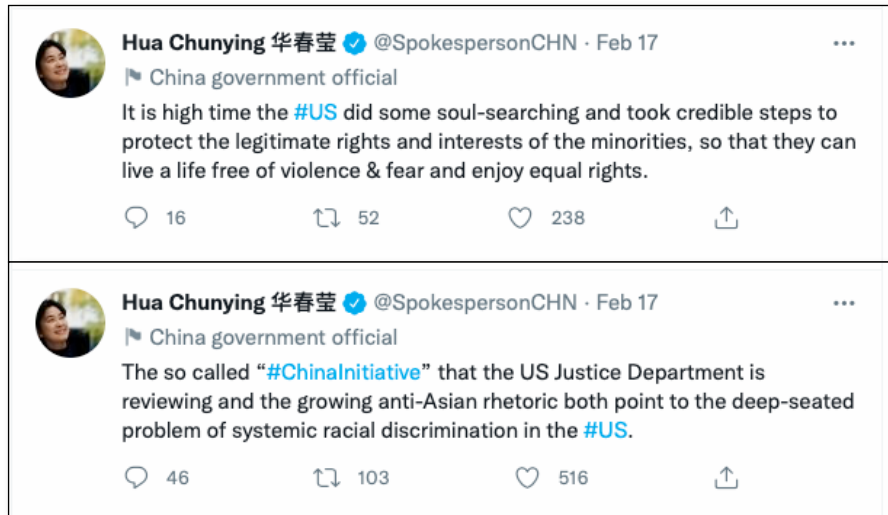 Hua Chunying 华春莹 @SpokespersonCHN · Feb 17
China government official
It is high time the #US did some soul-searching and took credible steps to
protect the legitimate rights and interests of the minorities, so that they can
live a life free of violence & fear and enjoy equal rights.
16 52 238
Hua Chunying 华春莹 @SpokespersonCHN · Feb 17
China government official
The so called “#ChinaInitiative” that the US Justice Department is
reviewing and the growing anti-Asian rhetoric both point to the deep-seated
problem of systemic racial discrimination in the #US.
46 103 516